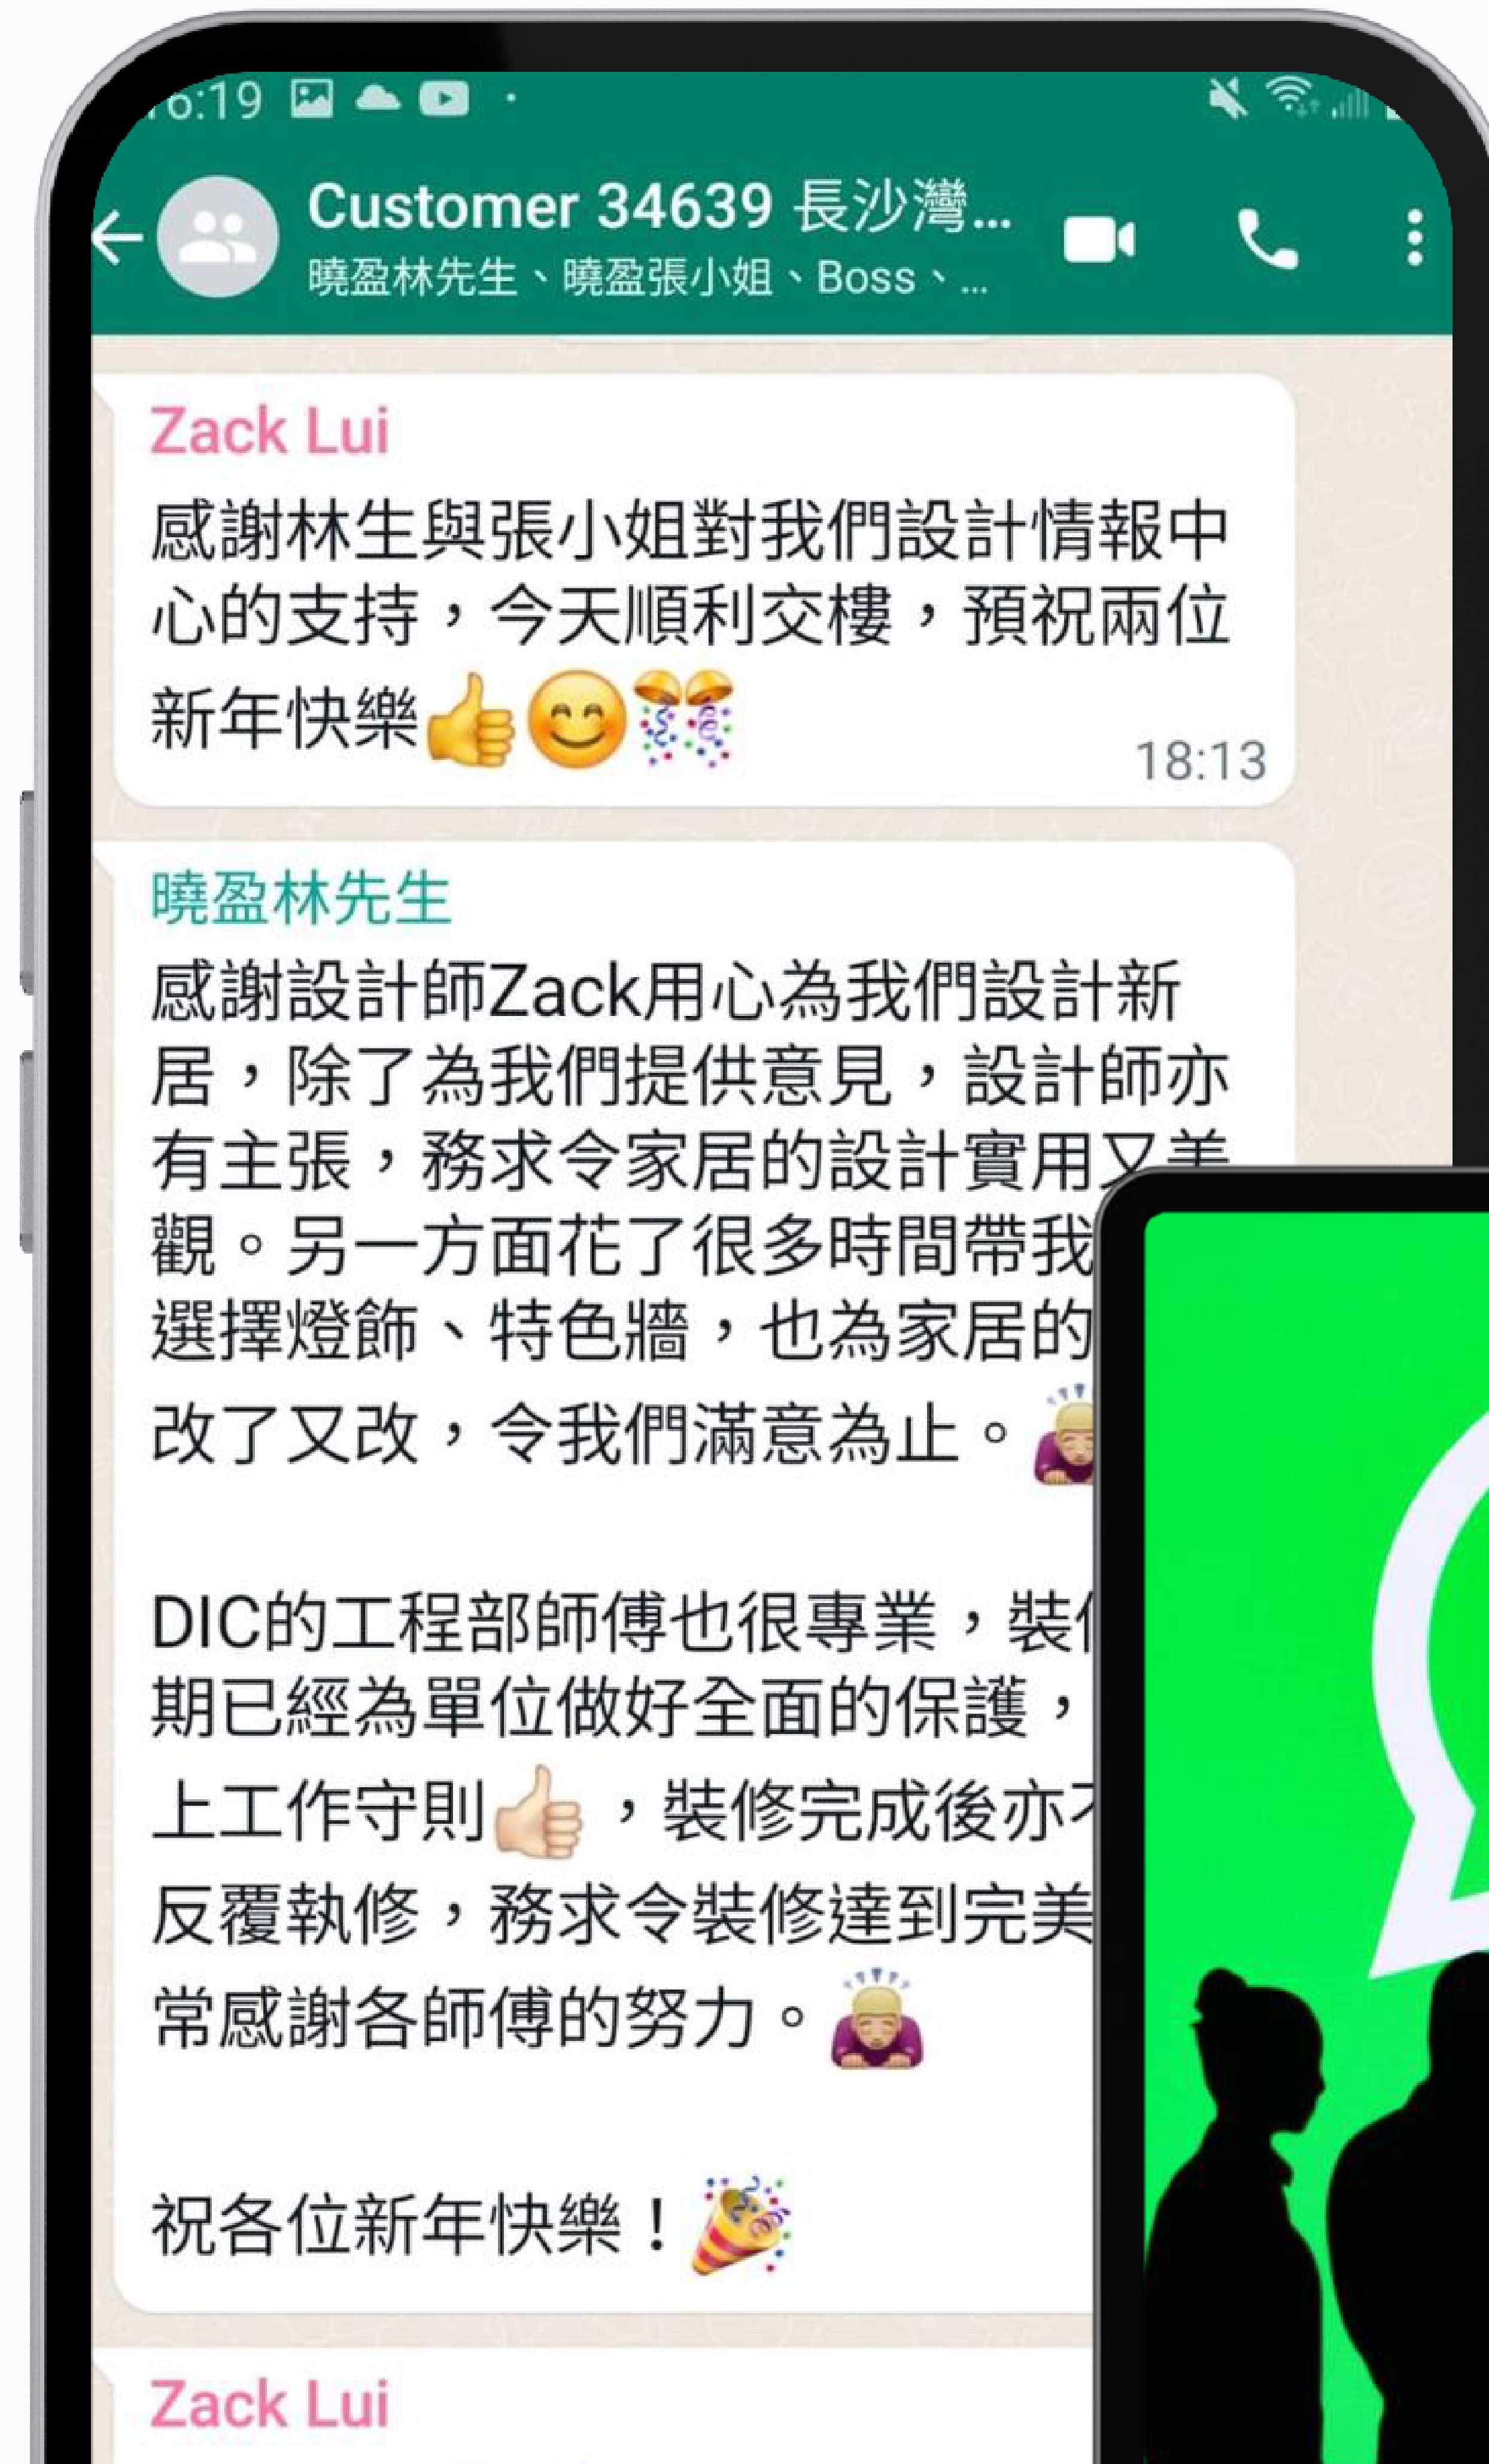 6:19
Customer 34639 長沙灣...
曉盈林先生、曉盈張小姐、Boss、...
Zack Lui
感謝林生與張小姐對我們設計情報中
心的支持，今天順利交樓，預祝兩位
新年快樂👍😊🎊
18:13
曉盈林先生
感謝設計師Zack用心為我們設計新
居，除了為我們提供意見，設計師亦
有主張，務求令家居的設計實用又美
觀。另一方面花了很多時間帶我
選擇燈飾、特色牆，也為家居的
改了又改，令我們滿意為止。🙇🏼
DIC的工程部師傅也很專業，裝
期已經為單位做好全面的保護，
上工作守則👍🏻，裝修完成後亦
反覆執修，務求令裝修達到完美
常感謝各師傅的努力。🙇🏼
祝各位新年快樂！🎉
Zack Lui